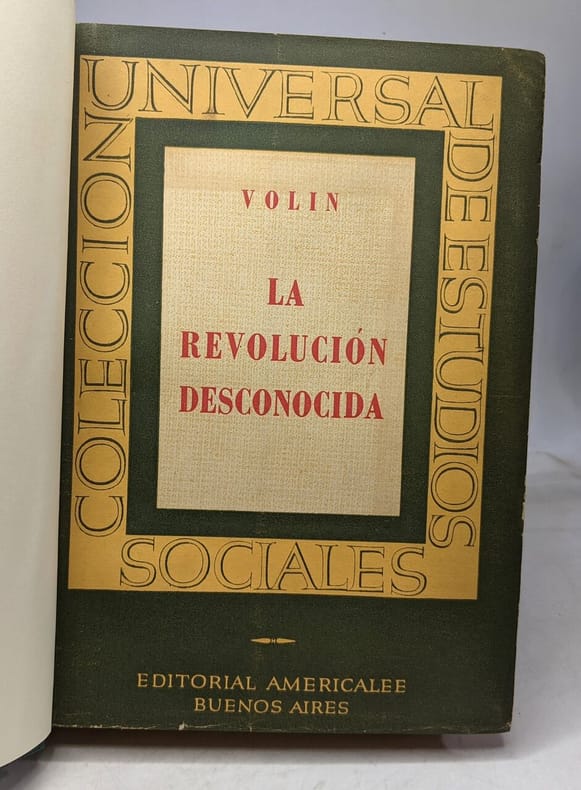 COLECCION
UNIVERSAL
DE ESTUDIOS
SOCIALES
VOLIN
LA
REVOLUCIÓN
DESCONOCIDA
EDITORIAL AMERICALEE
BUENOS AIRES